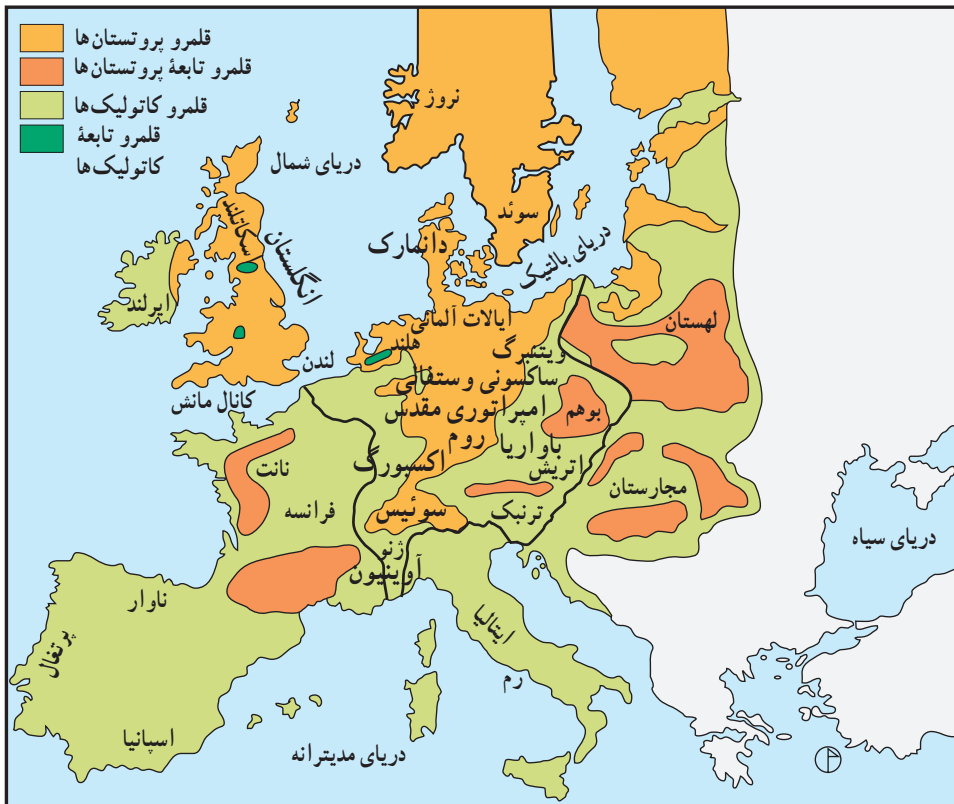 قلمرو پروتستان‌ها
قلمرو تابعهٔ پروتستان‌ها
قلمرو کاتولیک‌ها
قلمرو تابعهٔ
کاتولیک‌ها
نروژ
دریای شمال
سوئد
سکاتلند
انگلستان
دانمارک
دریای بالتیک
ایرلند
ایالات آلمانی
لهستان
هلند
ویتنبرگ
لندن
ساکسونی وستفالی
کانال مانش
امپراتوری مقدس
روم
بوهم
باواریا
نانت
اکسبورگ
اتریش
مجارستان
فرانسه
سوئیس
ترنبک
دریای سیاه
ژنو
آوینیون
ناوار
ایتالیا
پرتغال
رم
اسپانیا
دریای مدیترانه